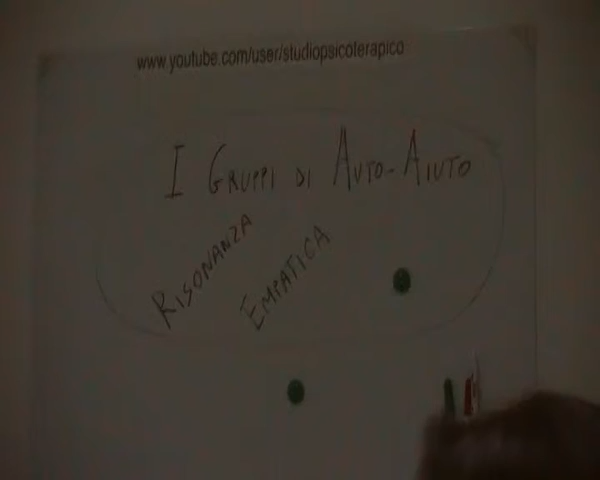 www.youtube.com/user/studiopsicoterapico
I GRUPPI DI AUTO-AIUTO
RISONANZA
EMPATICA